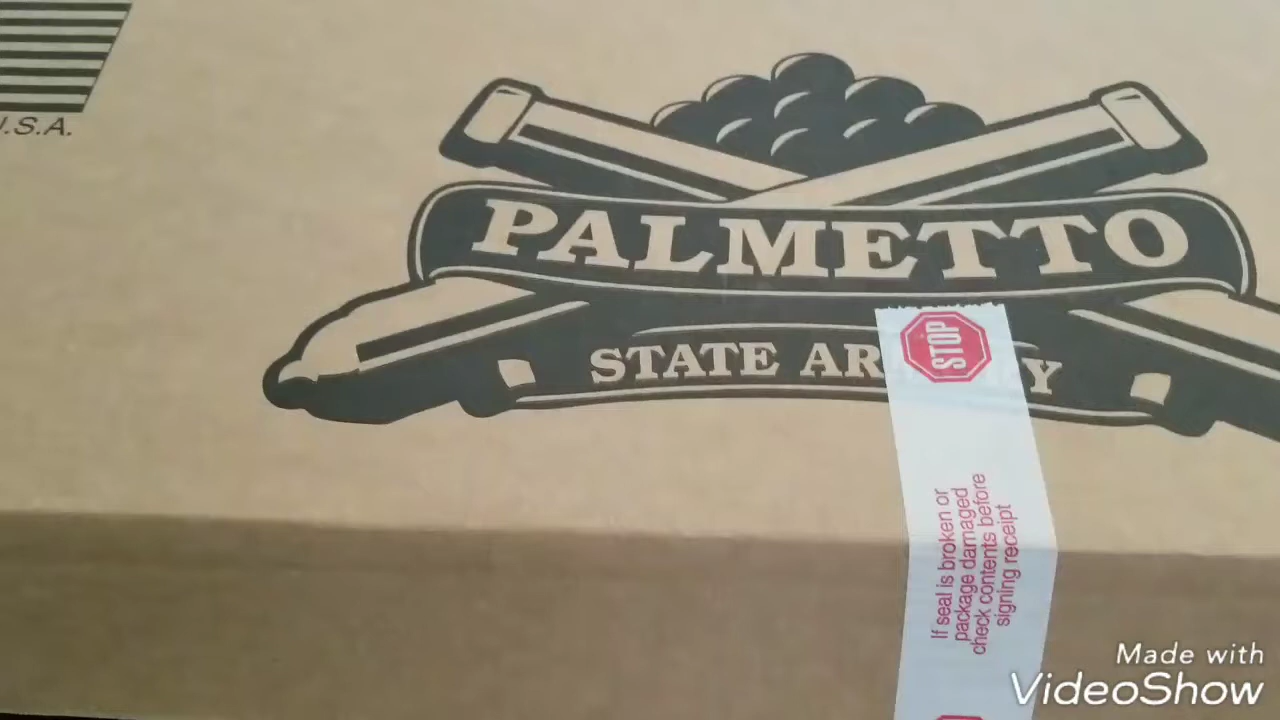 U.S.A.
PALMETTO
STATE AR Y
STOP
If seal is broken or
package damaged
check contents before
signing receipt
Made with
VideoShow